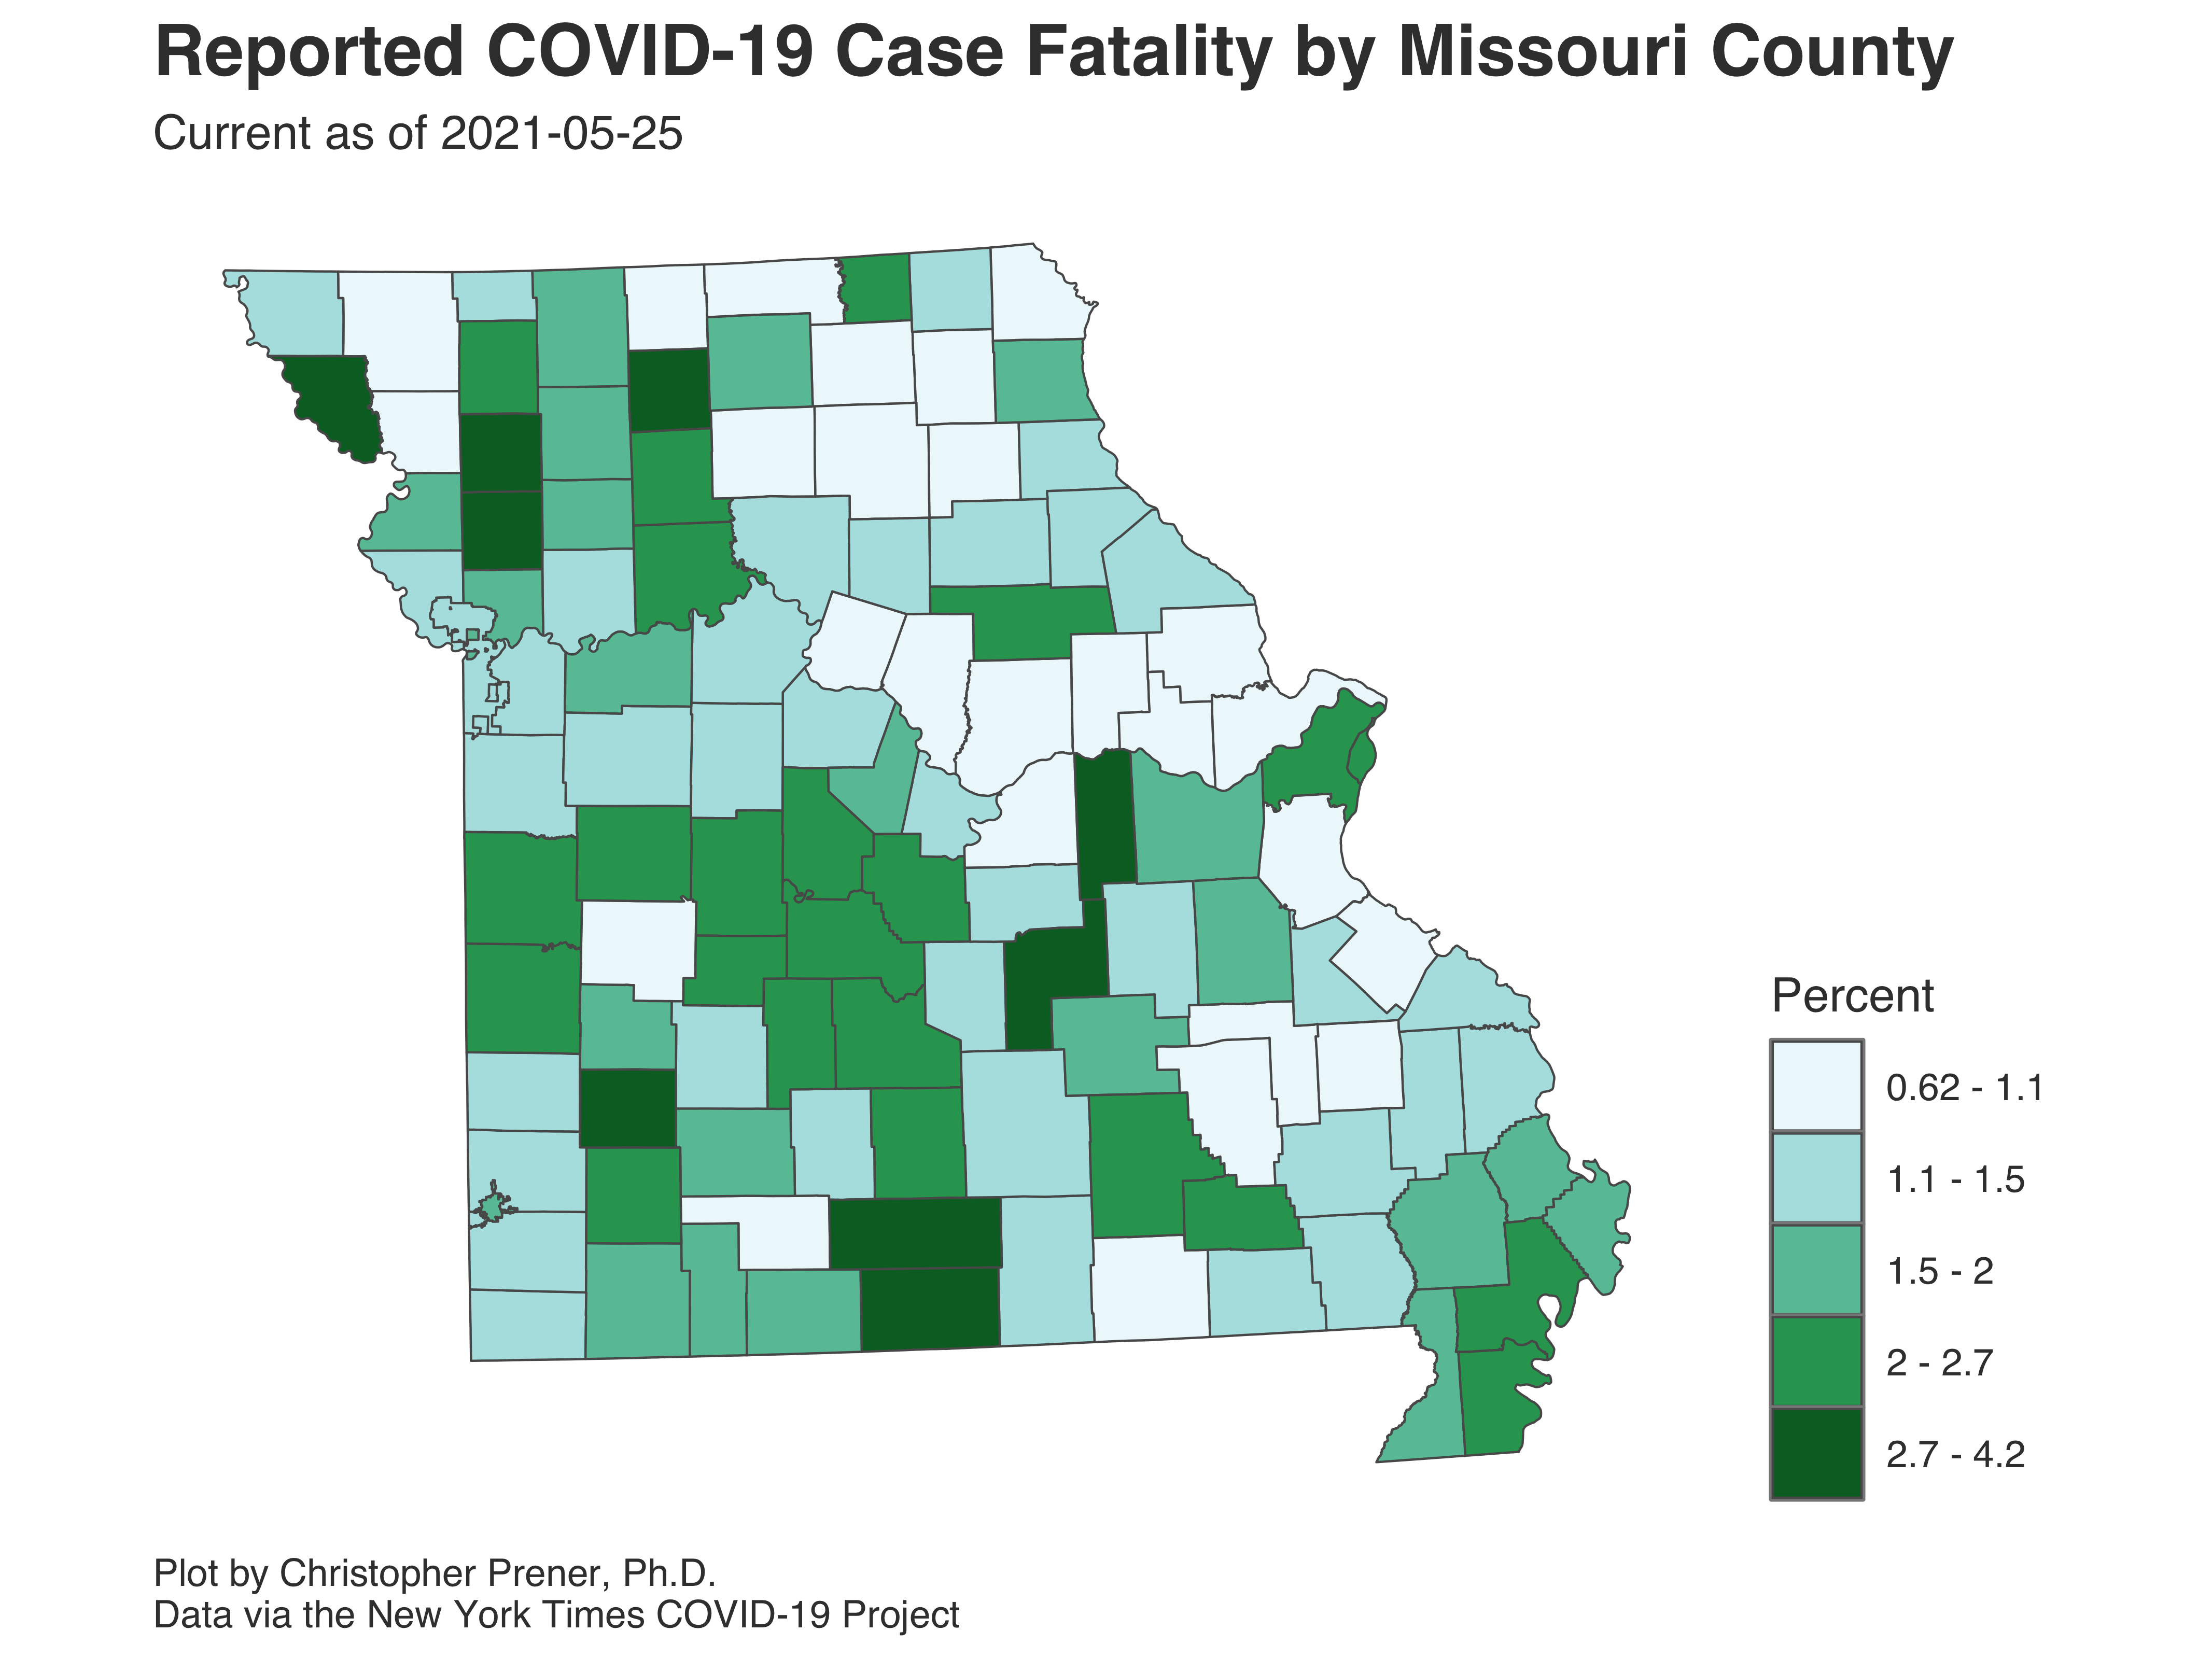 Reported COVID-19 Case Fatality by Missouri County
Current as of 2021-05-25
Percent
0.62 - 1.1
1.1 - 1.5
1.5 - 2
2 - 2.7
2.7 - 4.2
Plot by Christopher Prener, Ph.D.
Data via the New York Times COVID-19 Project